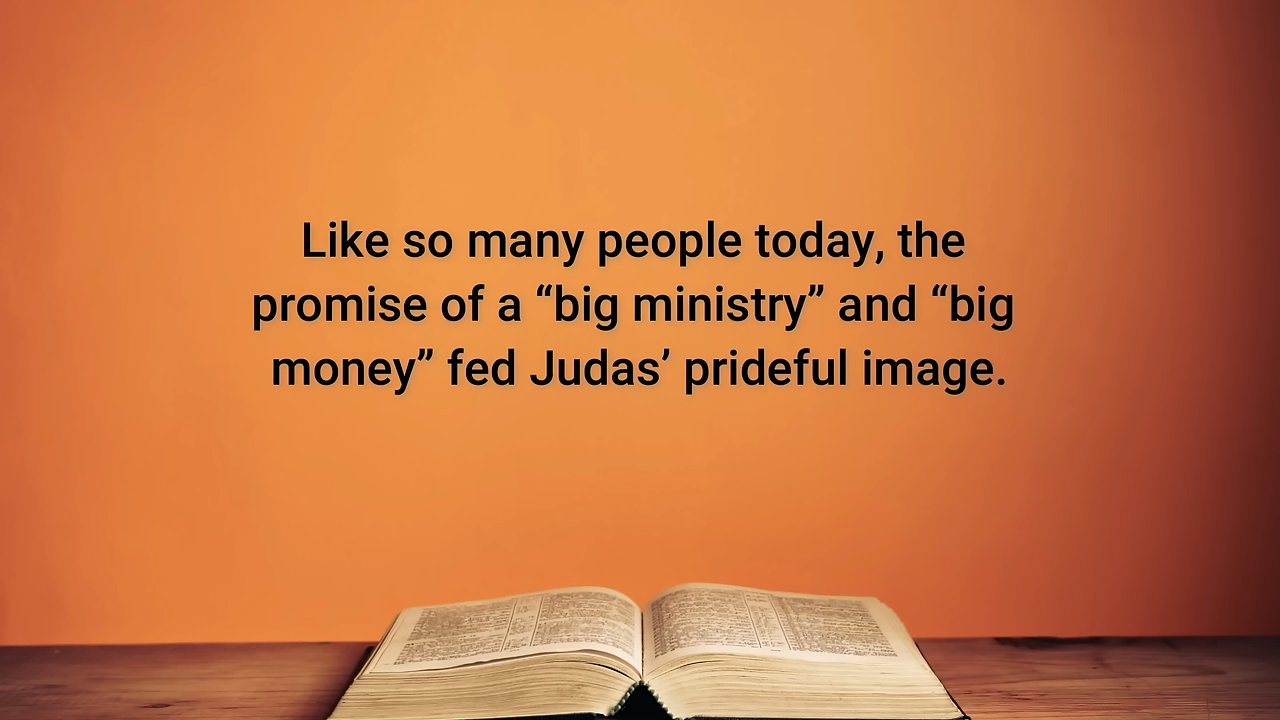 Like so many people today, the
promise of a “big ministry” and “big
money” fed Judas’ prideful image.